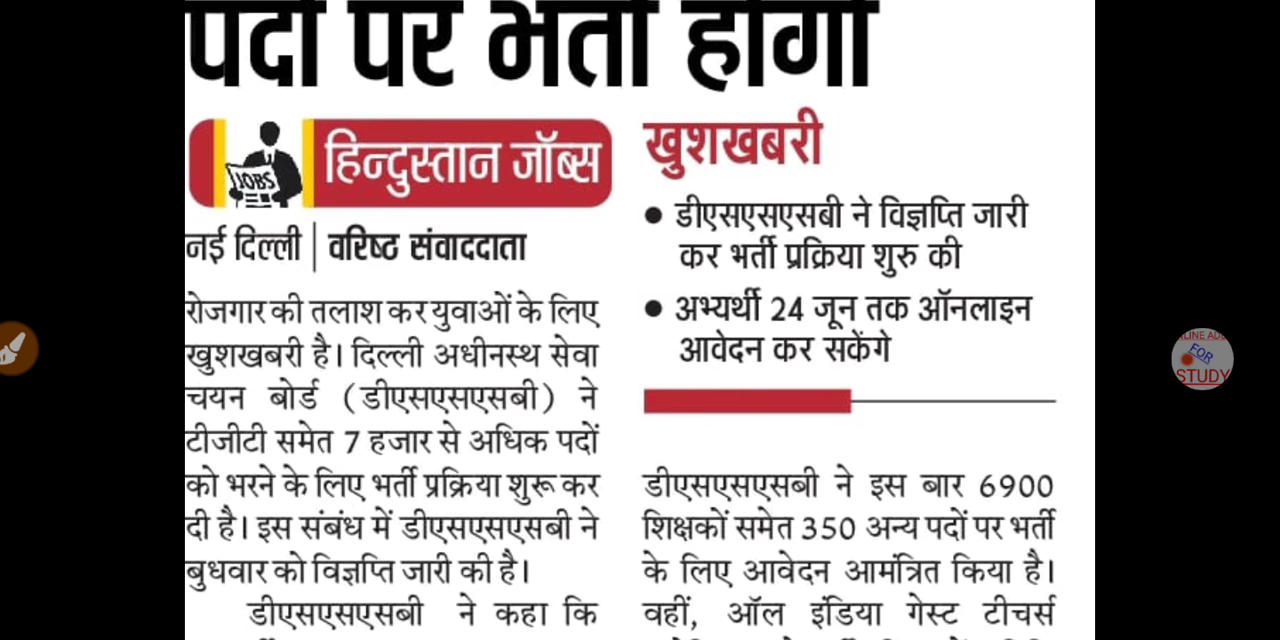 पदों पर भर्ती होगी
JOBS
हिन्दुस्तान जॉब्स
नई दिल्ली | वरिष्ठ संवाददाता
रोजगार की तलाश कर युवाओं के लिए
खुशखबरी है। दिल्ली अधीनस्थ सेवा
चयन बोर्ड (डीएसएसएसबी) ने
टीजीटी समेत 7 हजार से अधिक पदों
को भरने के लिए भर्ती प्रक्रिया शुरू कर
दी है। इस संबंध में डीएसएसएसबी ने
बुधवार को विज्ञप्ति जारी की है।
डीएसएसएसबी ने कहा कि
खुशखबरी
● डीएसएसएसबी ने विज्ञप्ति जारी
कर भर्ती प्रक्रिया शुरु की
● अभ्यर्थी 24 जून तक ऑनलाइन
आवेदन कर सकेंगे
डीएसएसएसबी ने इस बार 6900
शिक्षकों समेत 350 अन्य पदों पर भर्ती
के लिए आवेदन आमंत्रित किया है।
वहीं, ऑल इंडिया गेस्ट टीचर्स
FOR
STUDY